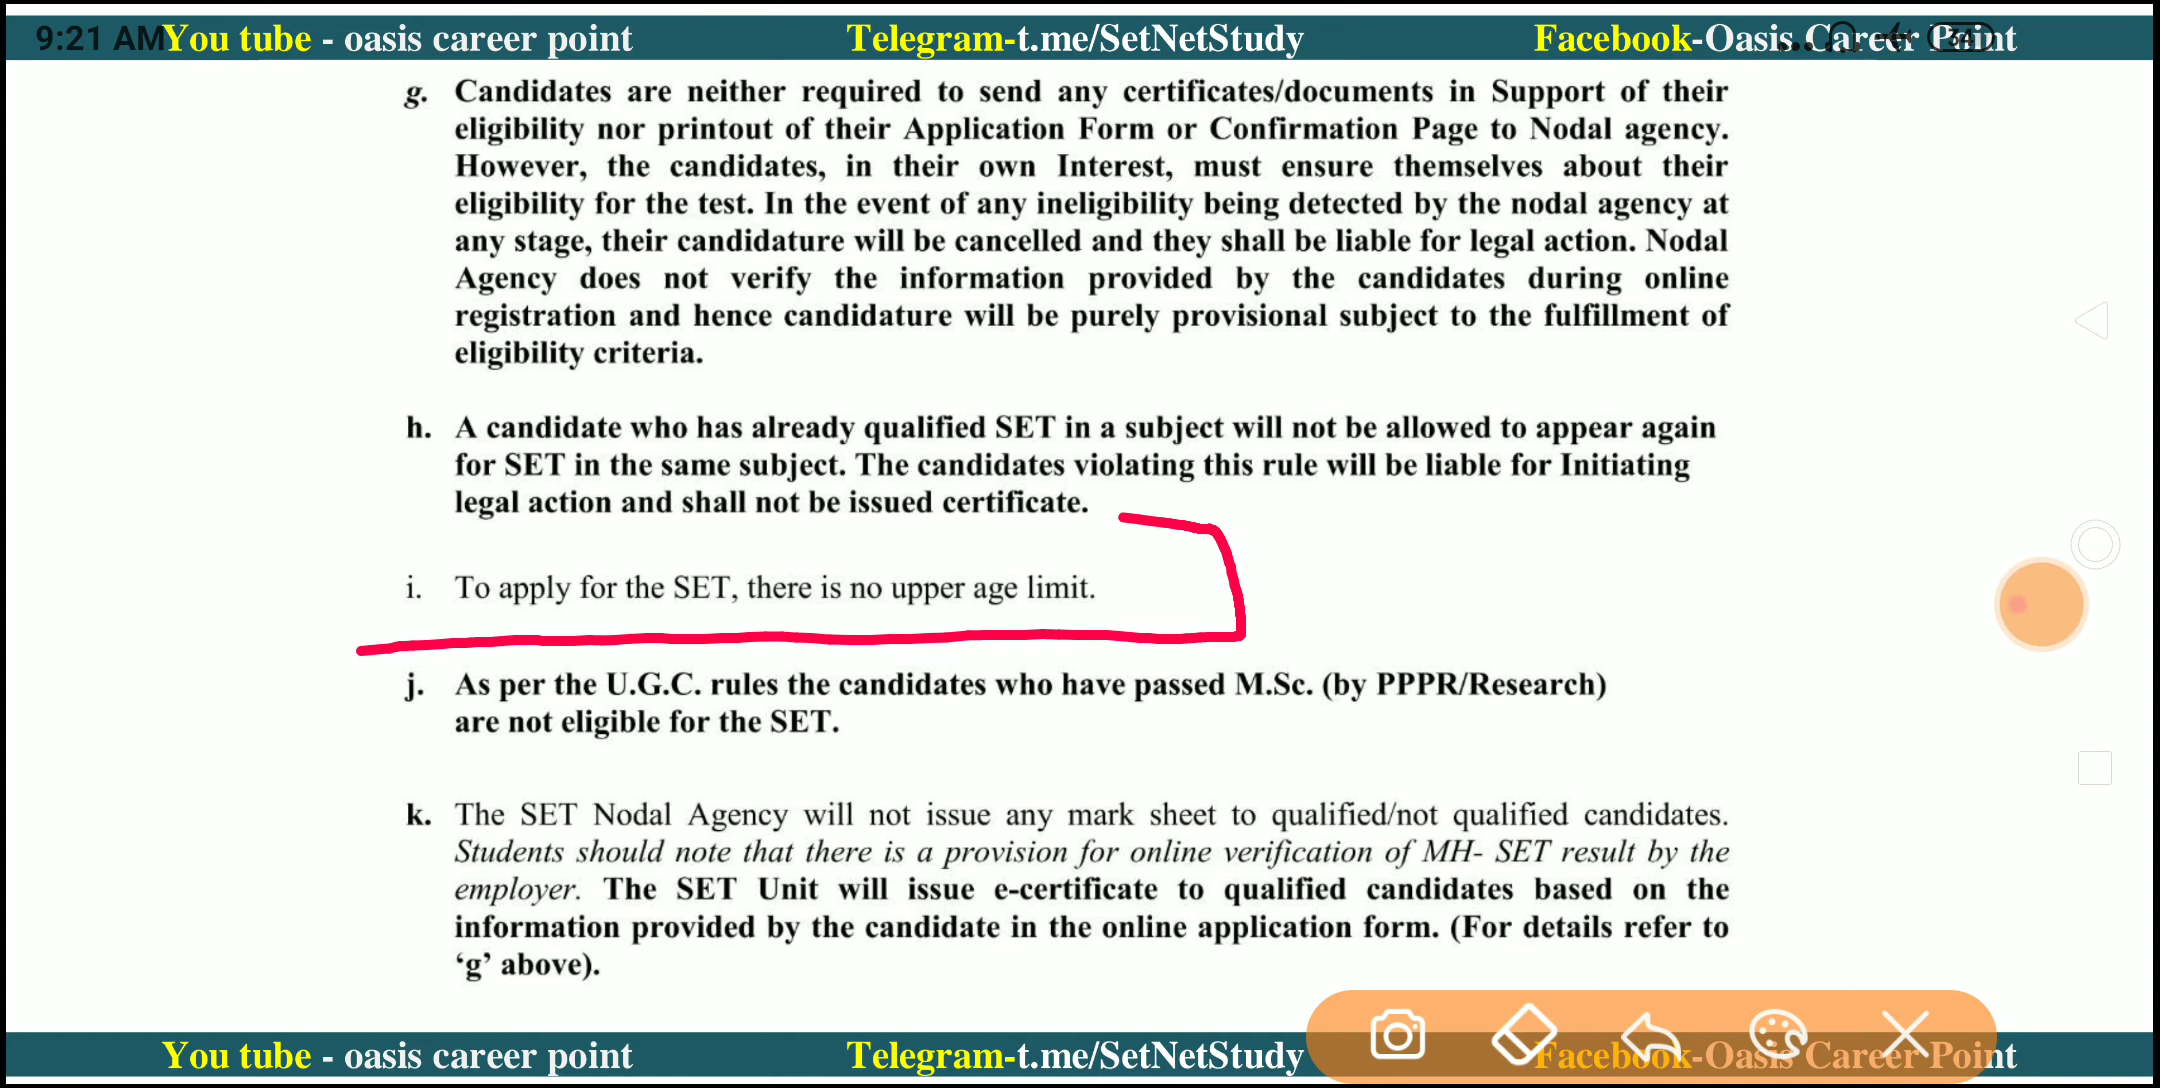 9:21 AM You tube - oasis career point Telegram-t.me/SetNetStudy Facebook-Oasis Career Point 34
g. Candidates are neither required to send any certificates/documents in Support of their
eligibility nor printout of their Application Form or Confirmation Page to Nodal agency.
However, the candidates, in their own Interest, must ensure themselves about their
eligibility for the test. In the event of any ineligibility being detected by the nodal agency at
any stage, their candidature will be cancelled and they shall be liable for legal action. Nodal
Agency does not verify the information provided by the candidates during online
registration and hence candidature will be purely provisional subject to the fulfillment of
eligibility criteria.
h. A candidate who has already qualified SET in a subject will not be allowed to appear again
for SET in the same subject. The candidates violating this rule will be liable for Initiating
legal action and shall not be issued certificate.
i. To apply for the SET, there is no upper age limit.
j. As per the U.G.C. rules the candidates who have passed M.Sc. (by PPPR/Research)
are not eligible for the SET.
k. The SET Nodal Agency will not issue any mark sheet to qualified/not qualified candidates.
Students should note that there is a provision for online verification of MH- SET result by the
employer. The SET Unit will issue e-certificate to qualified candidates based on the
information provided by the candidate in the online application form. (For details refer to
‘g’ above).
You tube - oasis career point Telegram-t.me/SetNetStudy Facebook-Oasis Career Point